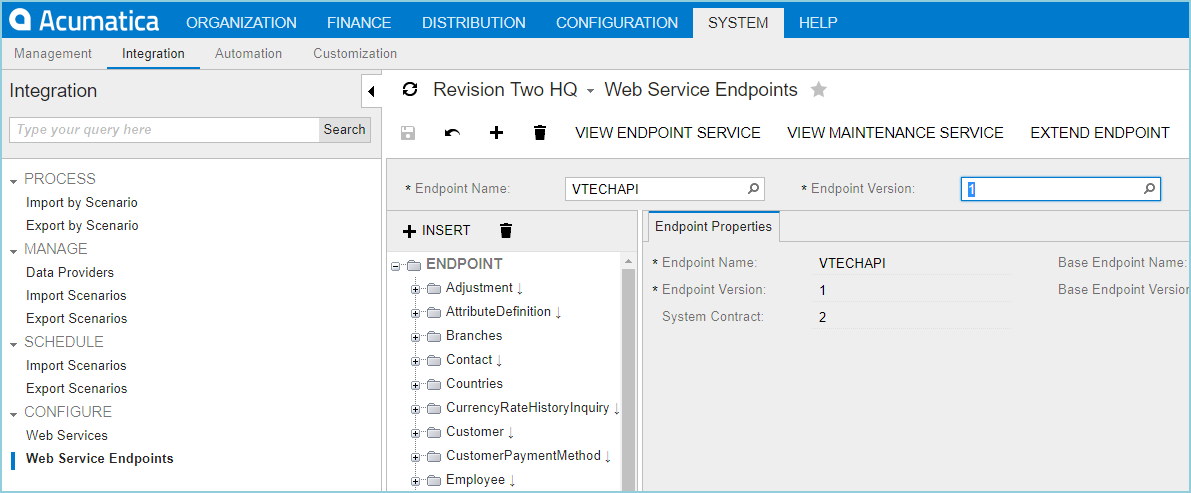 Acumatica ORGANIZATION FINANCE DISTRIBUTION CONFIGURATION SYSTEM HELP
Management Integration Automation Customization
Integration
Type your query here Search
PROCESS
Import by Scenario
Export by Scenario
MANAGE
Data Providers
Import Scenarios
Export Scenarios
SCHEDULE
Import Scenarios
Export Scenarios
CONFIGURE
Web Services
Web Service Endpoints
Revision Two HQ Web Service Endpoints
VIEW ENDPOINT SERVICE VIEW MAINTENANCE SERVICE EXTEND ENDPOINT
* Endpoint Name: VTECHAPI * Endpoint Version: 1
INSERT
ENDPOINT
Adjustment ↓
AttributeDefinition ↓
Branches
Contact ↓
Countries
CurrencyRateHistoryInquiry ↓
Customer ↓
CustomerPaymentMethod ↓
Employee ↓
Endpoint Properties
* Endpoint Name: VTECHAPI Base Endpoint Name:
* Endpoint Version: 1 Base Endpoint Version
System Contract: 2